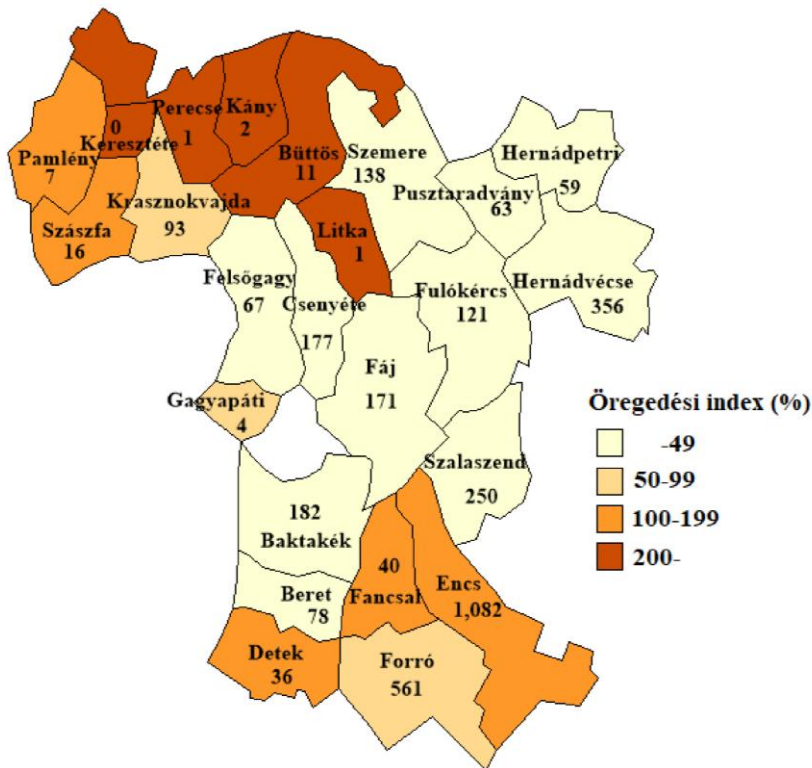 Perecse
1
Kány
2
0
Keresztéte
Pamlény
7
Büttös
11
Szemere
138
Hernádpetri
59
Pusztaradvány
63
Krasznokvajda
93
Szászfa
16
Litka
1
Felsőgagy
67
Csenyéte
177
Fulókércs
121
Hernádvécse
356
Fáj
171
Gagyapáti
4
Szalaszend
250
182
Baktakék
40
Fancsal
Encs
1,082
Beret
78
Detek
36
Forró
561
Öregedési index (%)
-49
50-99
100-199
200-